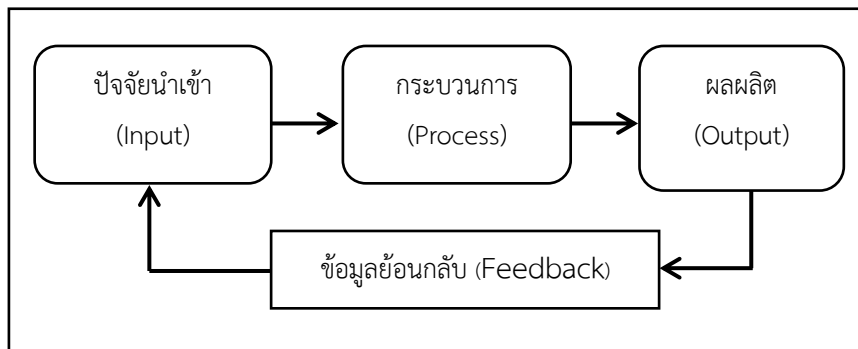 ปัจจัยนำเข้า
(Input)
กระบวนการ
(Process)
ผลผลิต
(Output)
ข้อมูลย้อนกลับ (Feedback)